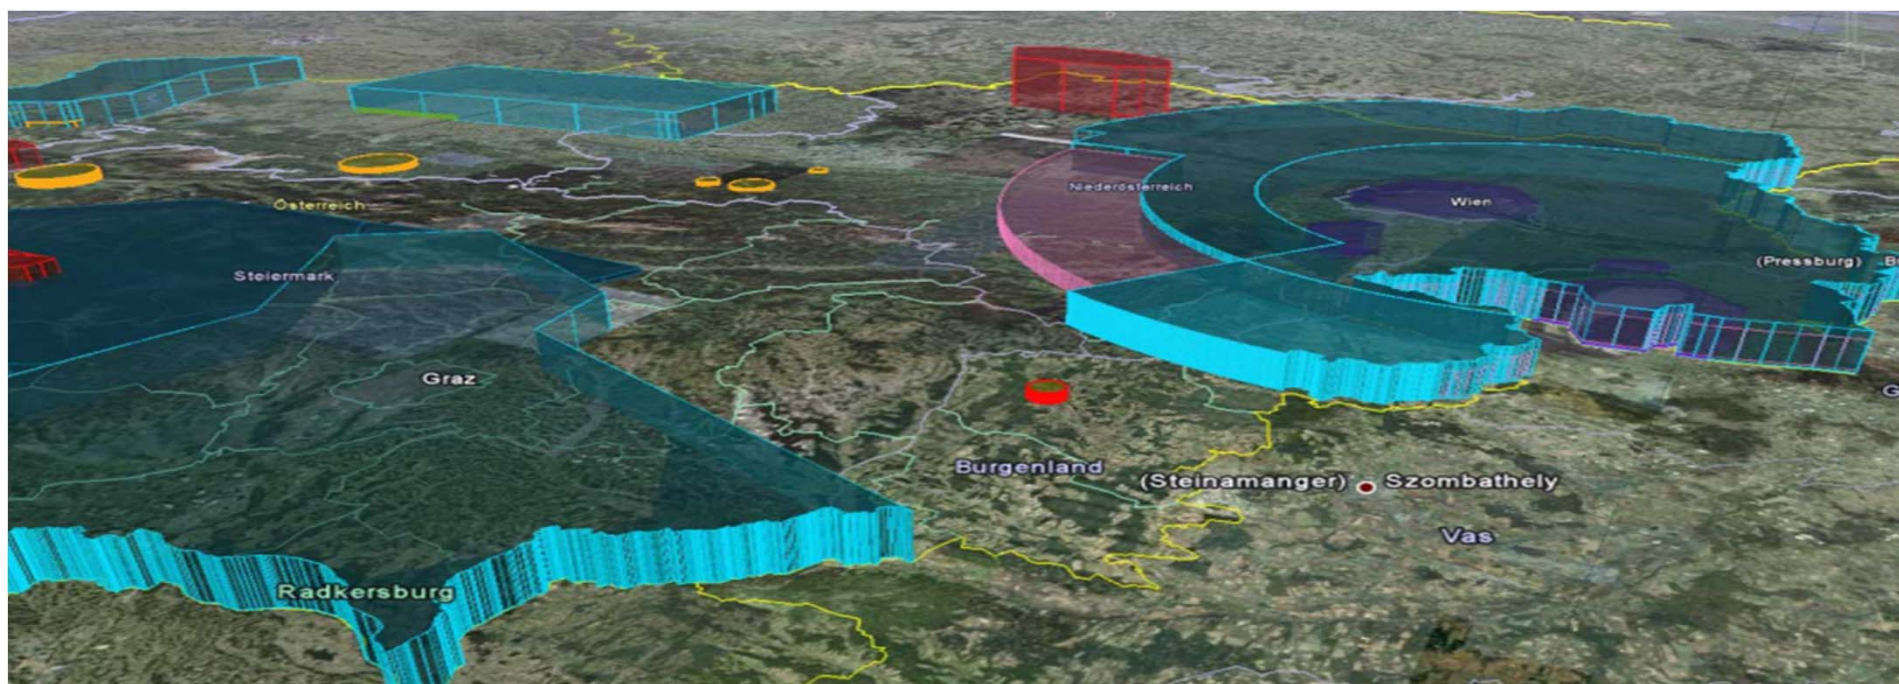 Niederösterreich
Österreich
Wien
Steiermark
(Pressburg)
Graz
Burgenland
(Steinamanger) Szombathely
Vas
Radkersburg